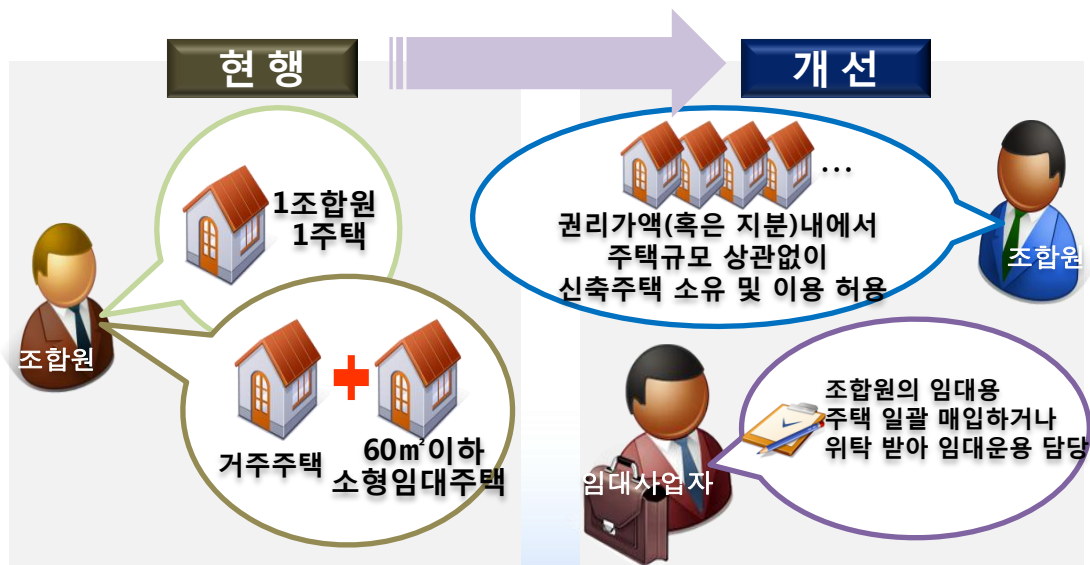 현 행
개 선
1조합원
1주택
조합원
거주주택
60㎡이하
소형임대주택
...
권리가액(혹은 지분)내에서
주택규모 상관없이
신축주택 소유 및 이용 허용
조합원
조합원의 임대용
주택 일괄 매입하거나
위탁 받아 임대운용 담당
임대사업자